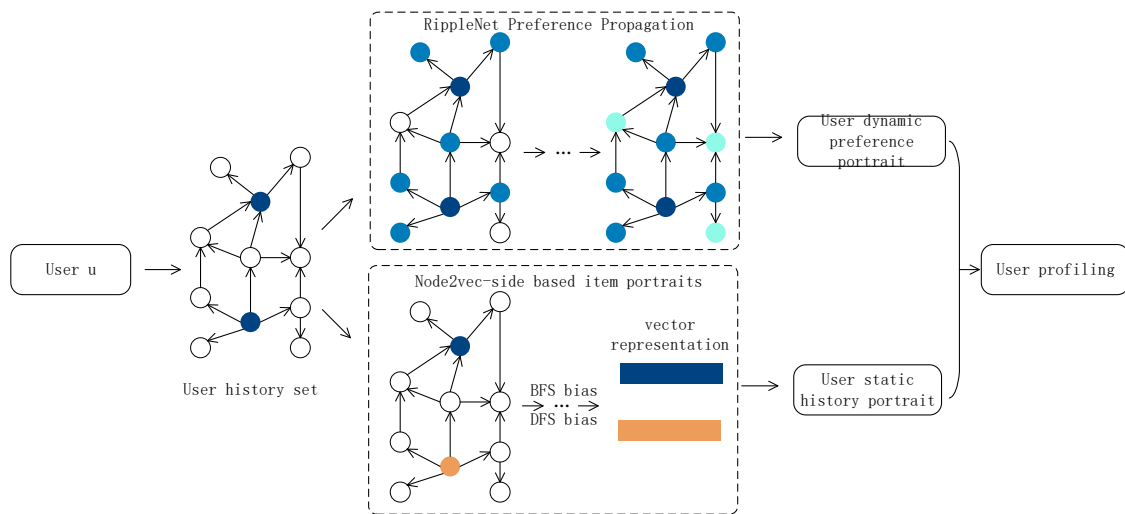 RippleNet Preference Propagation
...
User dynamic
preference
portrait
User u
User history set
User profiling
Node2vec-side based item portraits
vector
representation
BFS bias
...
DFS bias
User static
history portrait